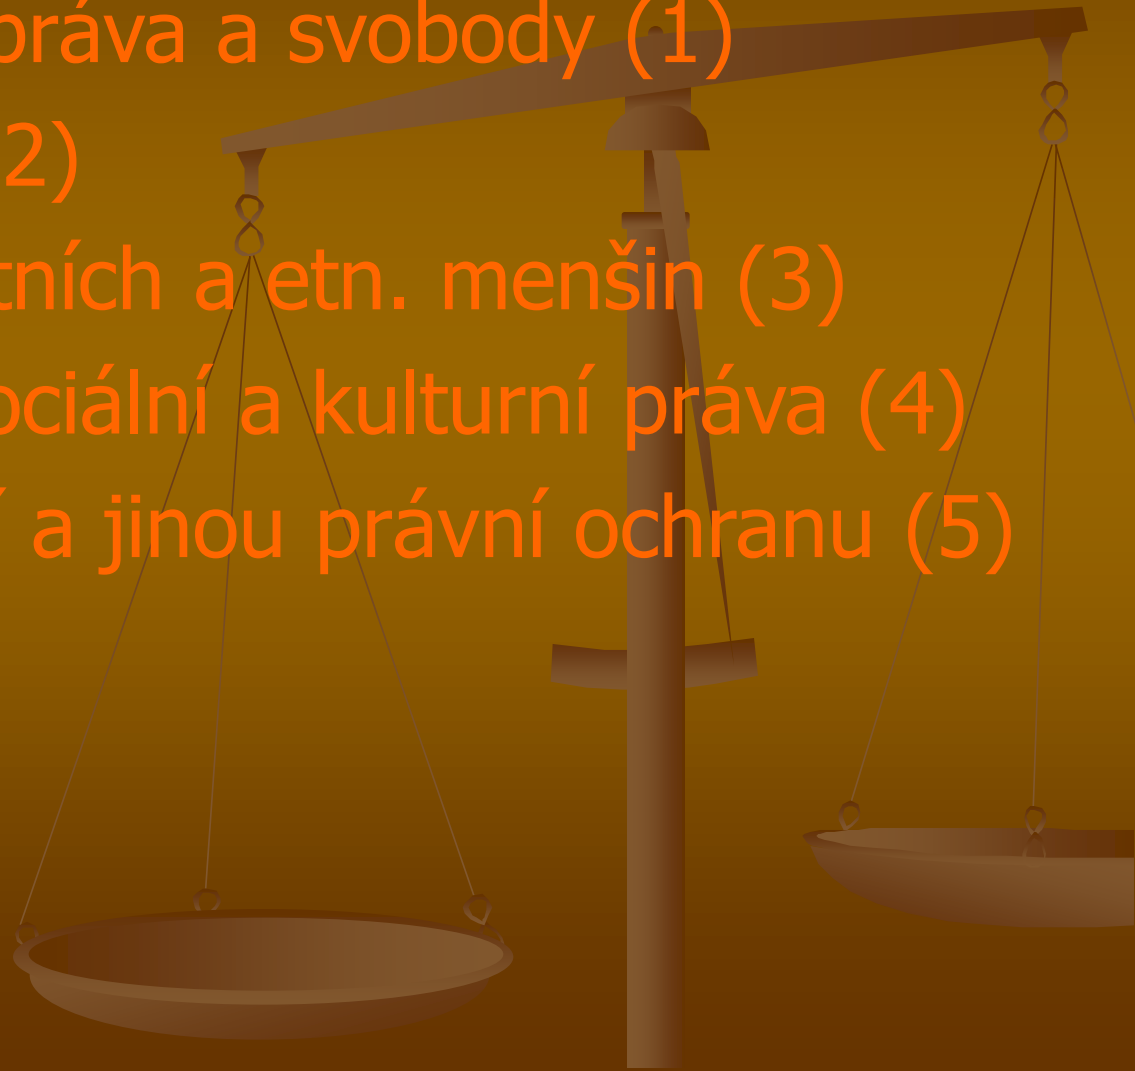 práva a svobody (1)
2)
tních a etn. menšin (3)
ociální a kulturní práva (4)
a jinou právní ochranu (5)